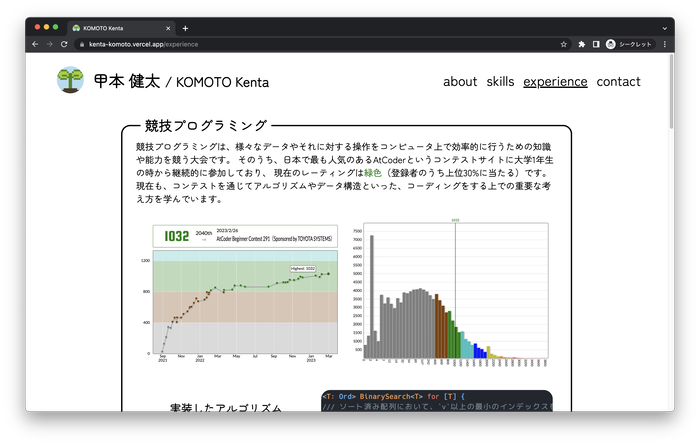 KOMOTO Kenta
kenta-komoto.vercel.app/experience
シークレット
甲本 健太 / KOMOTO Kenta
about skills experience contact
競技プログラミング
競技プログラミングは、様々なデータやそれに対する操作をコンピュータ上で効率的に行うための知識
や能力を競う大会です。 そのうち、日本で最も人気のあるAtCoderというコンテストサイトに大学1年生
の時から継続的に参加しており、 現在のレーティングは緑色（登録者のうち上位30%に当たる）です。
現在も、コンテストを通じてアルゴリズムやデータ構造といった、コーディングをする上での重要な考
え方を学んでいます。
1032 2040th 2023/2/26
AtCoder Beginner Contest 291 (Sponsored by TOYOTA SYSTEMS)
Highest: 1032
1,200
800
400
0
Sep Nov Jan Mar May Jul Sep Nov Jan Mar
2021 2022 2023
7500
7000
6500
6000
5500
5000
4500
4000
3500
3000
2500
2000
1500
1000
500
0
実装したアルゴリズム
<T: Ord> BinarySearch<T> for [T] {
/// ソート済み配列において、`v`以上の最小のインデックスを